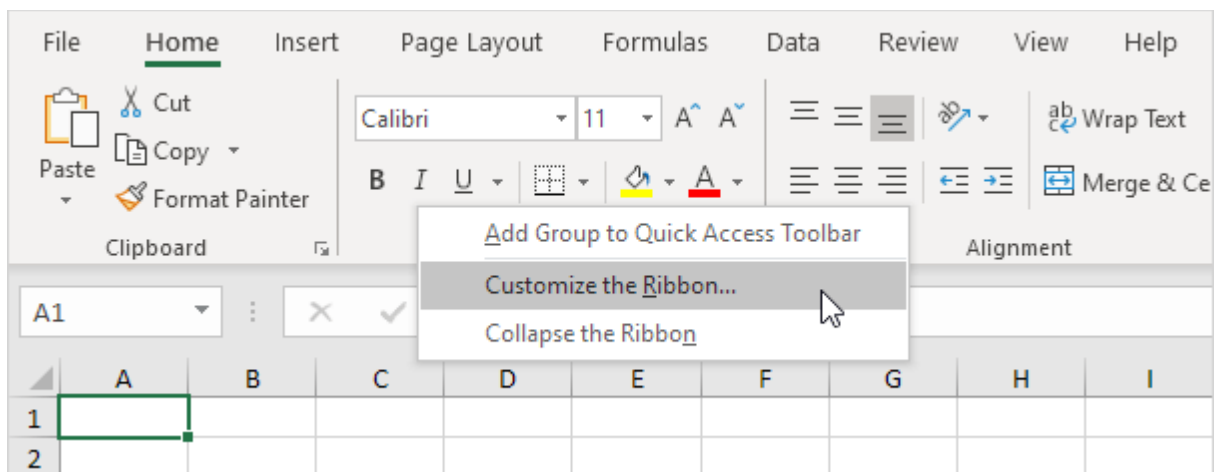 File Home Insert Page Layout Formulas Data Review View Help
Cut
Calibri 11 A A
ab Wrap Text
Copy
Paste
B I U A
Merge & Ce
Format Painter
Clipboard
Alignment
Add Group to Quick Access Toolbar
Customize the Ribbon...
Collapse the Ribbon
A1
A B C D E F G H I
1
2